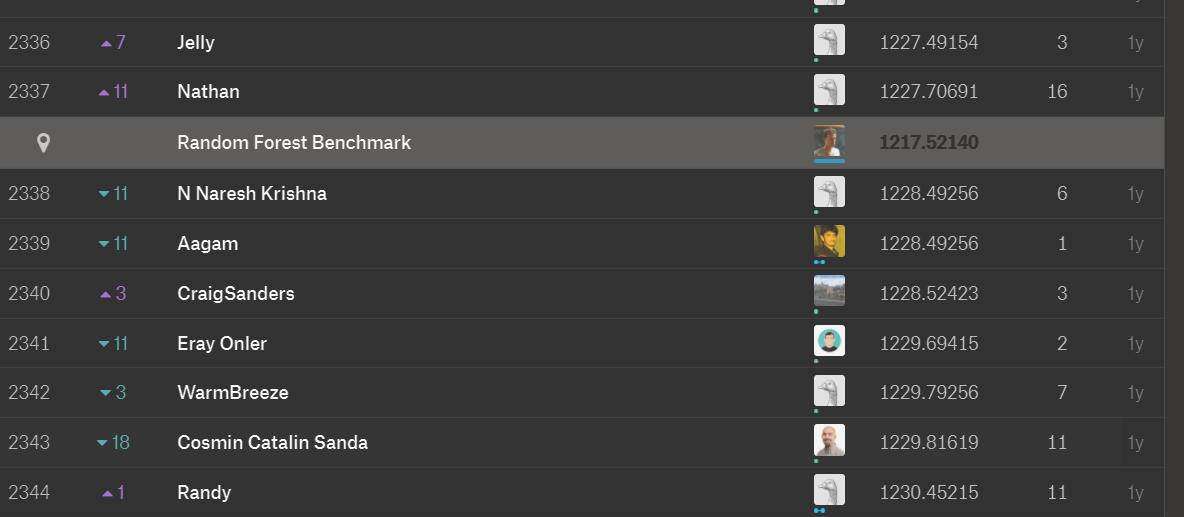 2336 7 Jelly 1227.49154 3 1y
2337 11 Nathan 1227.70691 16 1y
Random Forest Benchmark 1217.52140
2338 11 N Naresh Krishna 1228.49256 6 1y
2339 11 Aagam 1228.49256 1 1y
2340 3 CraigSanders 1228.52423 3 1y
2341 11 Eray Onler 1229.69415 2 1y
2342 3 WarmBreeze 1229.79256 7 1y
2343 18 Cosmin Catalin Sanda 1229.81619 11 1y
2344 1 Randy 1230.45215 11 1y